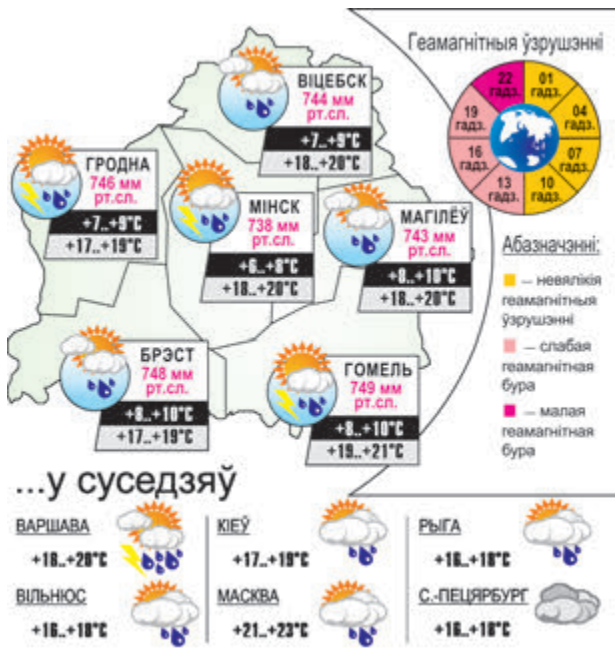 Геамагнітныя ўзрушэнні
22 гадз.
01 гадз.
04 гадз.
07 гадз.
10 гадз.
13 гадз.
16 гадз.
19 гадз.
ВІЦЕБСК
744 мм
рт.сл.
+7..+9°C
+18..+20°C
ГРОДНА
746 мм
рт.сл.
+7..+9°C
+17..+19°C
МІНСК
738 мм
рт.сл.
+6..+8°C
+18..+20°C
МАГІЛЁЎ
743 мм
рт.сл.
+8..+10°C
+18..+20°C
БРЭСТ
748 мм
рт.сл.
+8..+10°C
+17..+19°C
ГОМЕЛЬ
749 мм
рт.сл.
+8..+10°C
+19..+21°C
Абазначэнні:
– невялікія
геамагнітныя
ўзрушэнні
– слабая
геамагнітная
бура
– малая
геамагнітная
бура
...у суседзяў
ВАРШАВА
+18..+20°C
КІЕЎ
+17..+19°C
РЫГА
+16..+18°C
ВІЛЬНЮС
+16..+18°C
МАСКВА
+21..+23°C
С.-ПЕЦЯРБУРГ
+16..+18°C